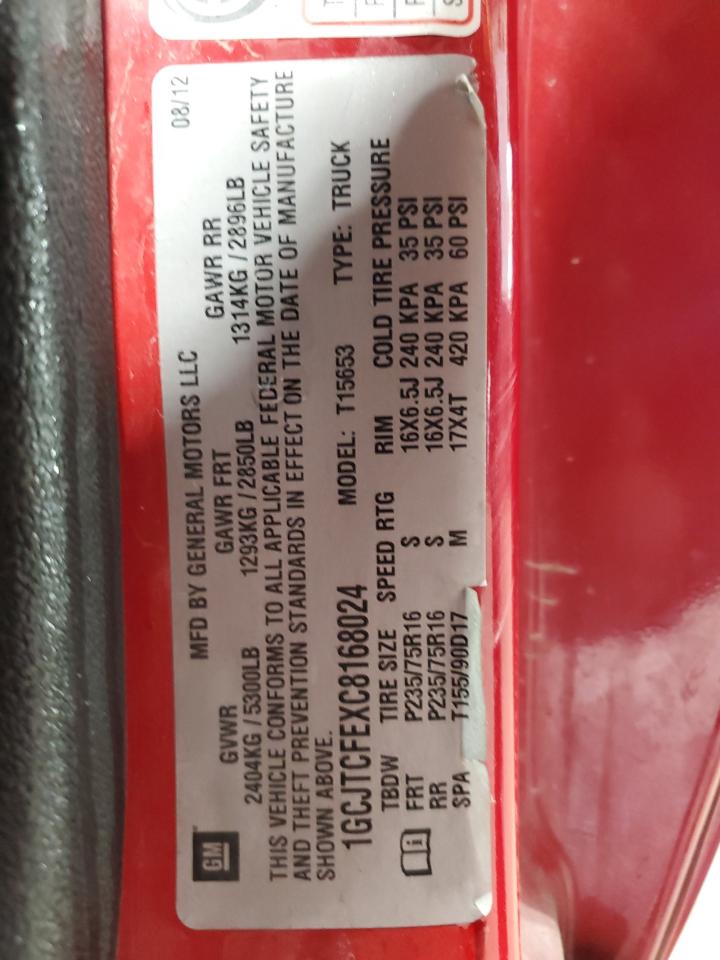 GM
MFD BY GENERAL MOTORS LLC 08/12
GVWR GAWR FRT GAWR RR
2404KG / 5300LB 1293KG / 2850LB 1314KG / 2896LB
THIS VEHICLE CONFORMS TO ALL APPLICABLE FEDERAL MOTOR VEHICLE SAFETY
AND THEFT PREVENTION STANDARDS IN EFFECT ON THE DATE OF MANUFACTURE
SHOWN ABOVE.
1GCJTCFEXC8168024 MODEL: T15653 TYPE: TRUCK
TBDW TIRE SIZE SPEED RTG RIM COLD TIRE PRESSURE
FRT P235/75R16 S 16X6.5J 240 KPA 35 PSI
RR P235/75R16 S 16X6.5J 240 KPA 35 PSI
SPA T155/90D17 M 17X4T 420 KPA 60 PSI